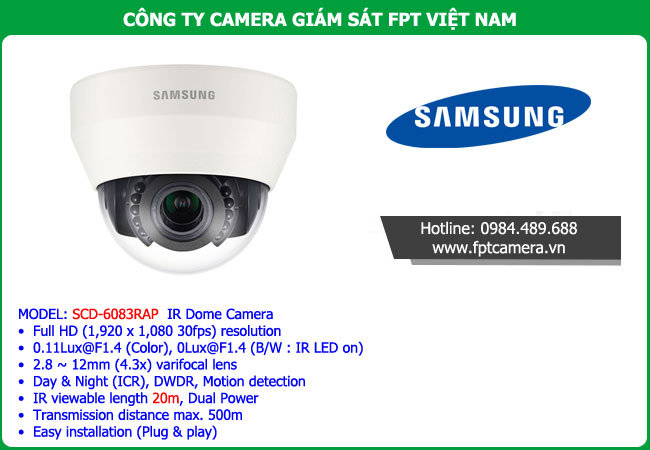 CÔNG TY CAMERA GIÁM SÁT FPT VIỆT NAM
SAMSUNG
SAMSUNG
Hotline: 0984.489.688
www.fptcamera.vn
MODEL: SCD-6083RAP IR Dome Camera
• Full HD (1,920 x 1,080 30fps) resolution
• 0.11Lux@F1.4 (Color), 0Lux@F1.4 (B/W : IR LED on)
• 2.8 ~ 12mm (4.3x) varifocal lens
• Day & Night (ICR), DWDR, Motion detection
• IR viewable length 20m, Dual Power
• Transmission distance max. 500m
• Easy installation (Plug & play)